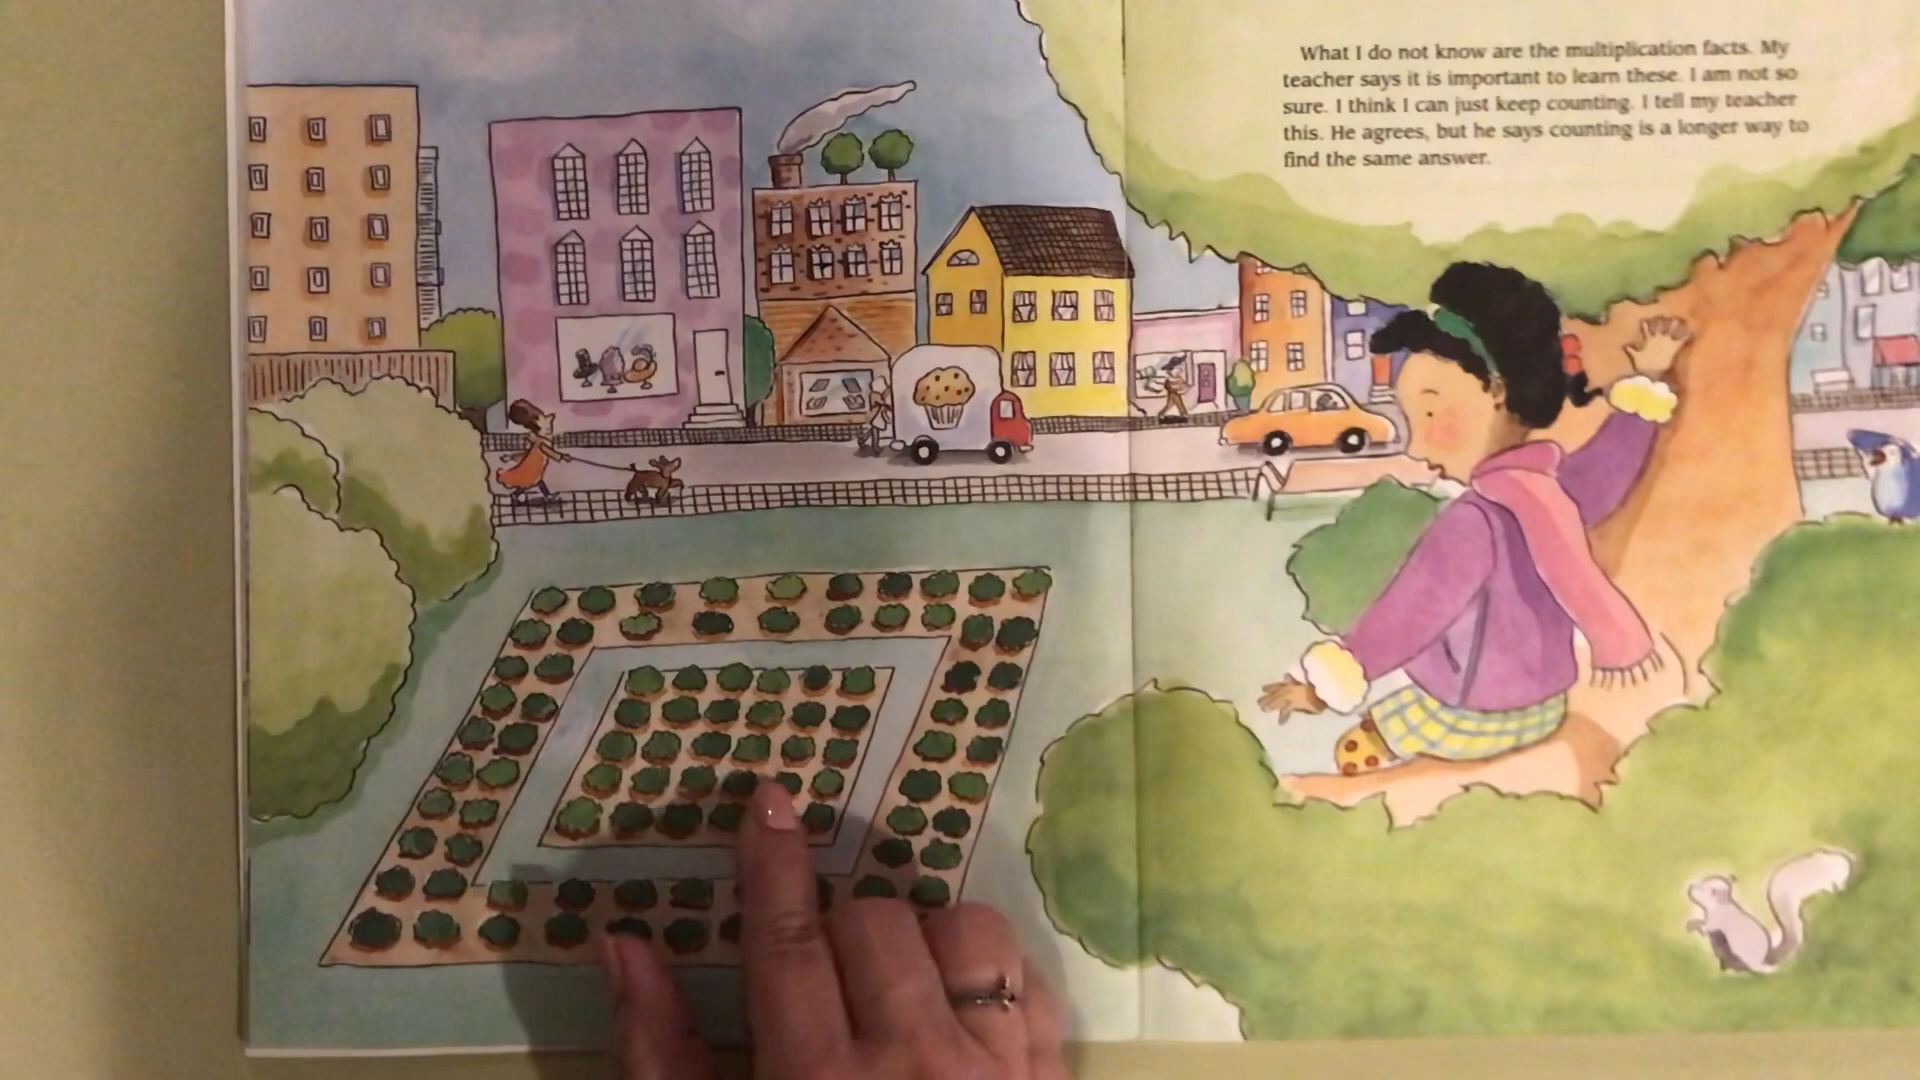 What I do not know are the multiplication facts. My
teacher says it is important to learn these. I am not so
sure. I think I can just keep counting. I tell my teacher
this. He agrees, but he says counting is a longer way to
find the same answer.